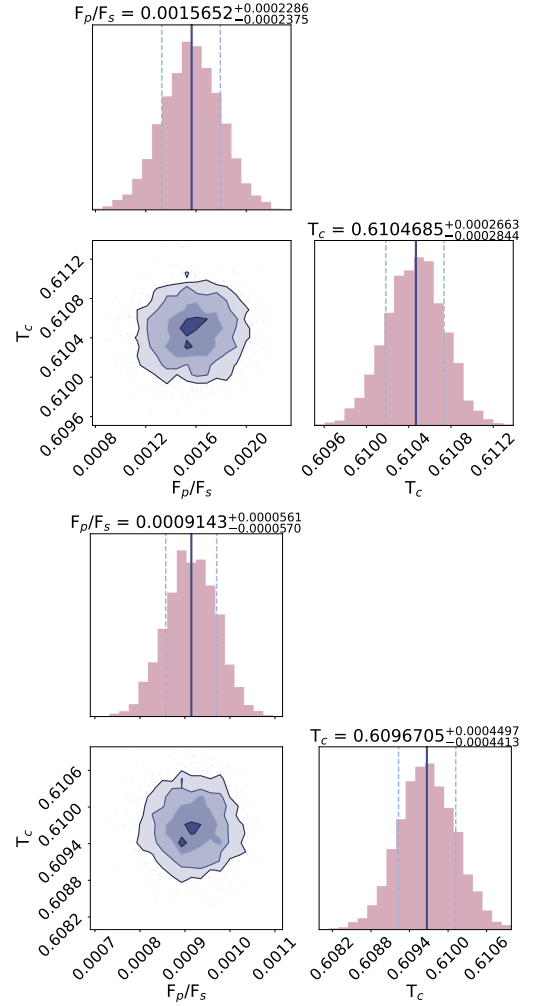 F_p/F_s = 0.0015652^{+0.0002286}_{-0.0002375}
T_c = 0.6104685^{+0.0002663}_{-0.0002844}
T_c
0.6112
0.6108
0.6104
0.6100
0.6096
0.0008 0.0012 0.0016 0.0020
F_p/F_s
0.6096 0.6100 0.6104 0.6108 0.6112
T_c
F_p/F_s = 0.0009143^{+0.0000561}_{-0.0000570}
T_c = 0.6096705^{+0.0004497}_{-0.0004413}
T_c
0.6106
0.6100
0.6094
0.6088
0.6082
0.0007 0.0008 0.0009 0.0010 0.0011
F_p/F_s
0.6082 0.6088 0.6094 0.6100 0.6106
T_c